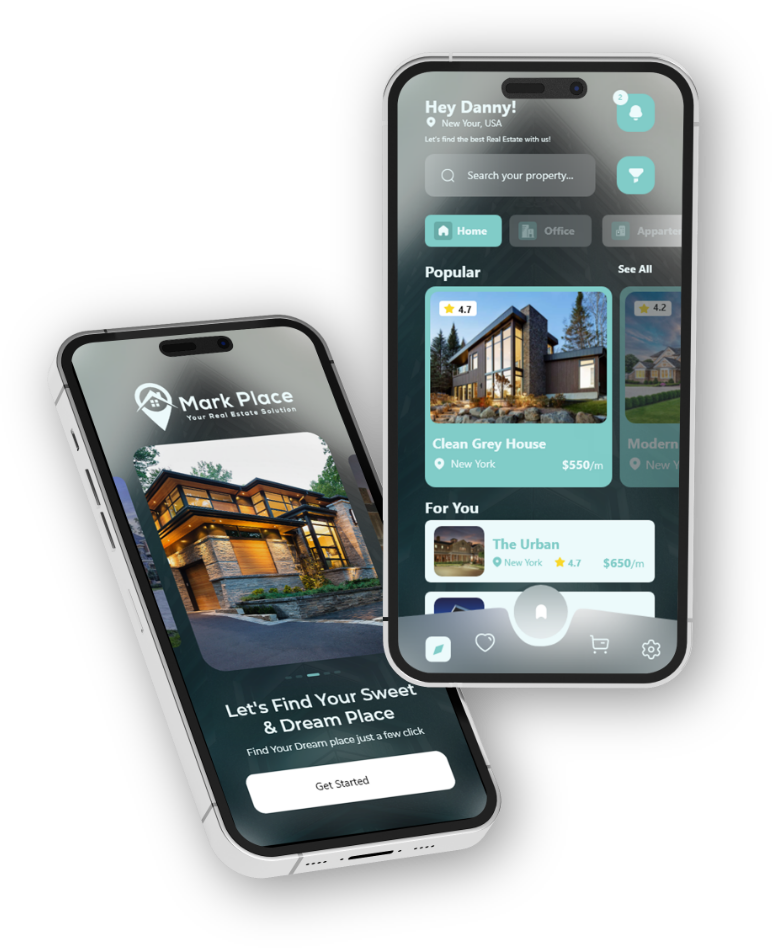 Hey Danny!
New Your, USA
Let's find the best Real Estate with us!
2
Search your property...
Home
Office
Apparte
Popular
See All
4.7
4.2
Clean Grey House
New York
$550/m
Modern
New Y
For You
The Urban
New York
4.7
$650/m
Mark Place
Your Real Estate Solution
Let's Find Your Sweet
& Dream Place
Find Your Dream place just a few click
Get Started